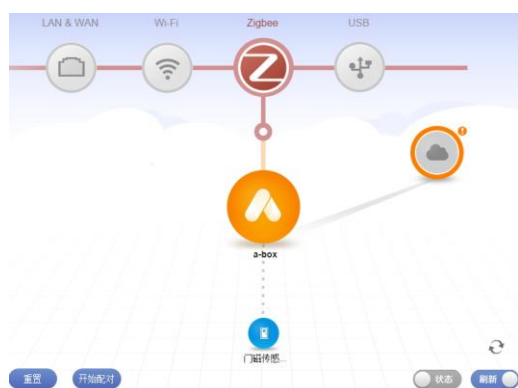 LAN & WAN
Wi-Fi
Zigbee
USB
a-box
门磁传感...
重置
开始配对
状态
刷新